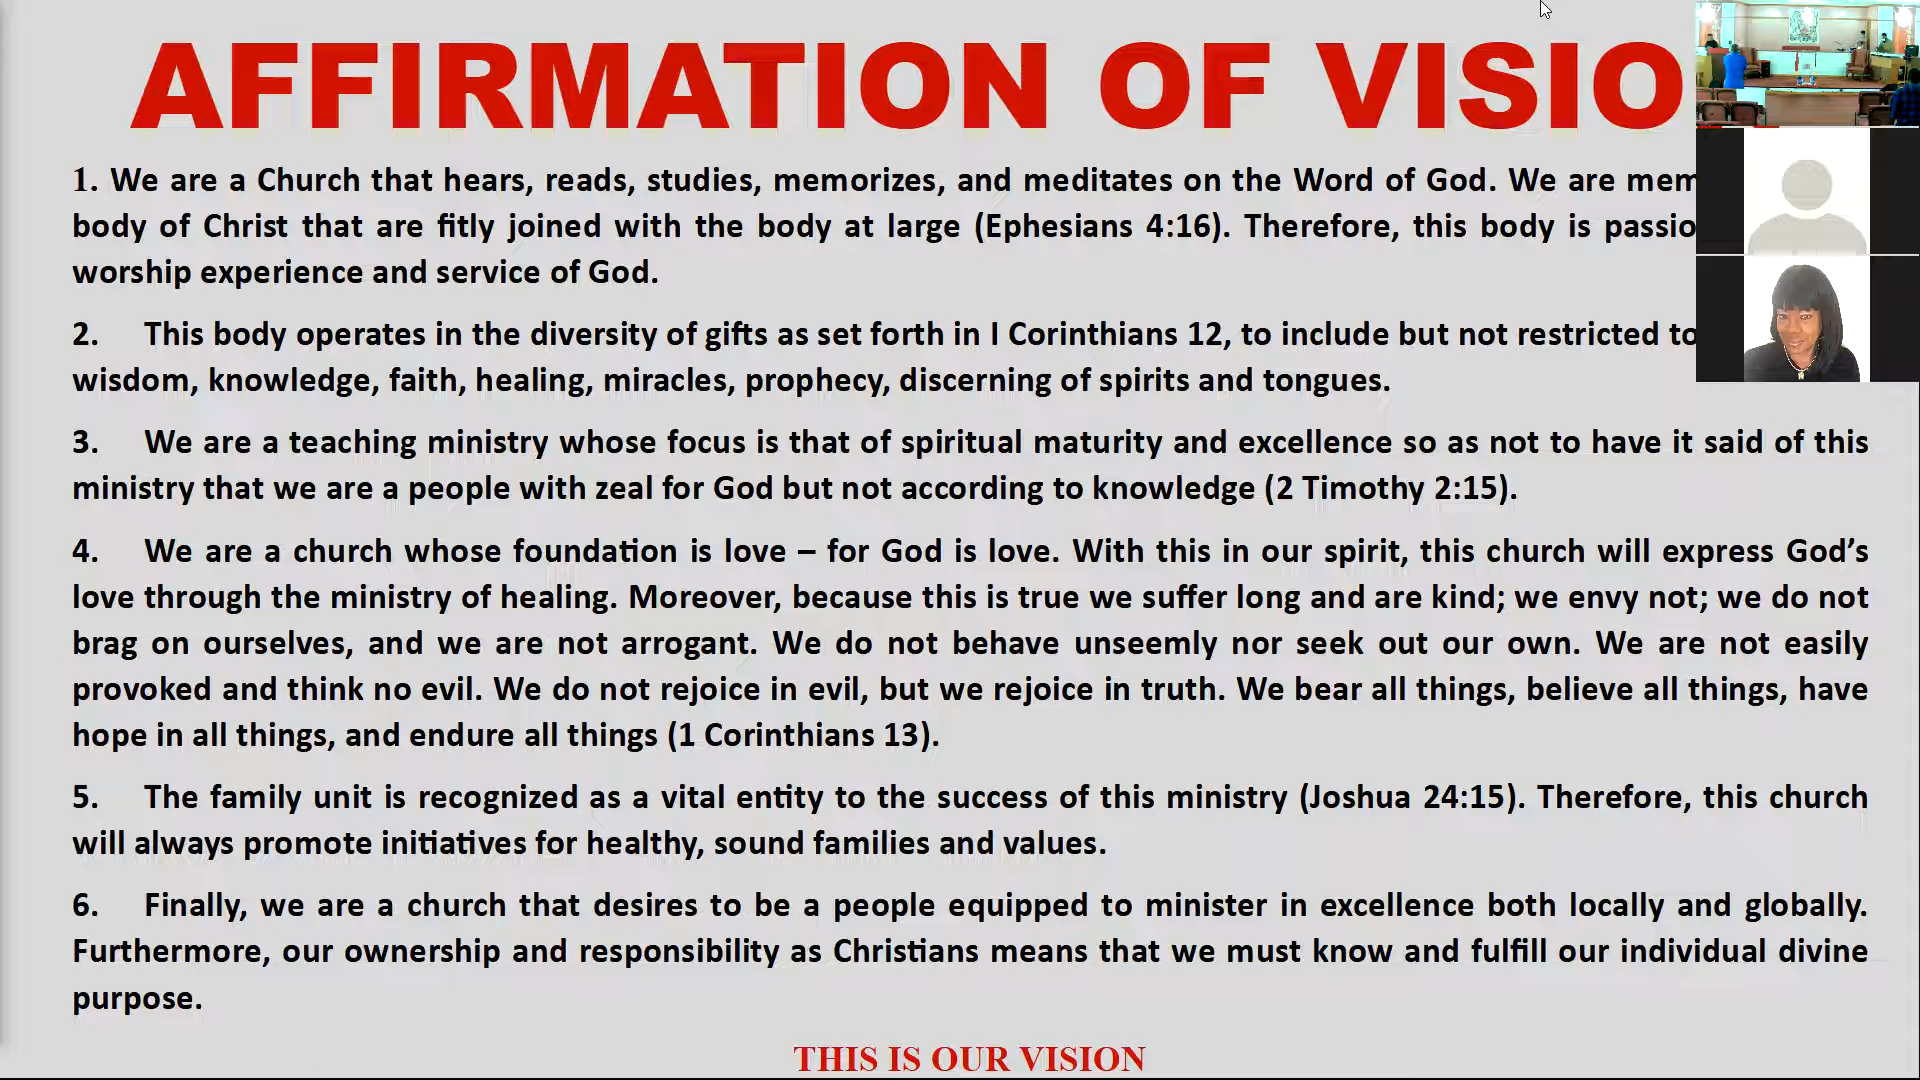 AFFIRMATION OF VISIO
1. We are a Church that hears, reads, studies, memorizes, and meditates on the Word of God. We are mem
body of Christ that are fitly joined with the body at large (Ephesians 4:16). Therefore, this body is passio
worship experience and service of God.
2. This body operates in the diversity of gifts as set forth in I Corinthians 12, to include but not restricted to
wisdom, knowledge, faith, healing, miracles, prophecy, discerning of spirits and tongues.
3. We are a teaching ministry whose focus is that of spiritual maturity and excellence so as not to have it said of this
ministry that we are a people with zeal for God but not according to knowledge (2 Timothy 2:15).
4. We are a church whose foundation is love – for God is love. With this in our spirit, this church will express God’s
love through the ministry of healing. Moreover, because this is true we suffer long and are kind; we envy not; we do not
brag on ourselves, and we are not arrogant. We do not behave unseemly nor seek out our own. We are not easily
provoked and think no evil. We do not rejoice in evil, but we rejoice in truth. We bear all things, believe all things, have
hope in all things, and endure all things (1 Corinthians 13).
5. The family unit is recognized as a vital entity to the success of this ministry (Joshua 24:15). Therefore, this church
will always promote initiatives for healthy, sound families and values.
6. Finally, we are a church that desires to be a people equipped to minister in excellence both locally and globally.
Furthermore, our ownership and responsibility as Christians means that we must know and fulfill our individual divine
purpose.
THIS IS OUR VISION